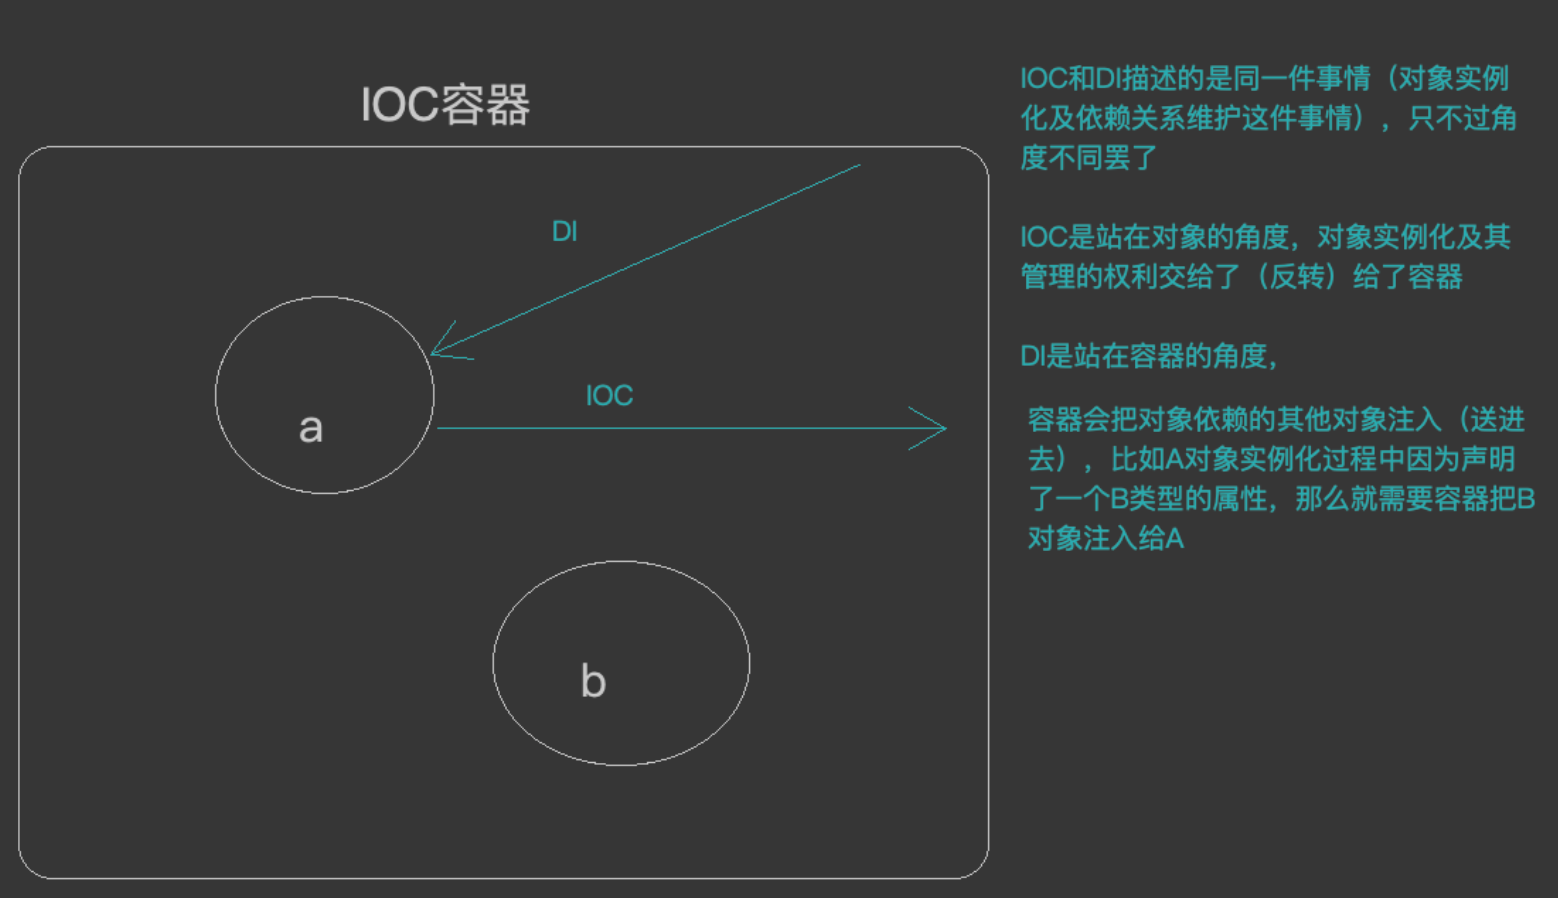 IOC容器
DI
IOC
a
b
IOC和DI描述的是同一件事情（对象实例
化及依赖关系维护这件事情），只不过角
度不同罢了
IOC是站在对象的角度，对象实例化及其
管理的权利交给了（反转）给了容器
DI是站在容器的角度，
容器会把对象依赖的其他对象注入（送进
去），比如A对象实例化过程中因为声明
了一个B类型的属性，那么就需要容器把B
对象注入给A